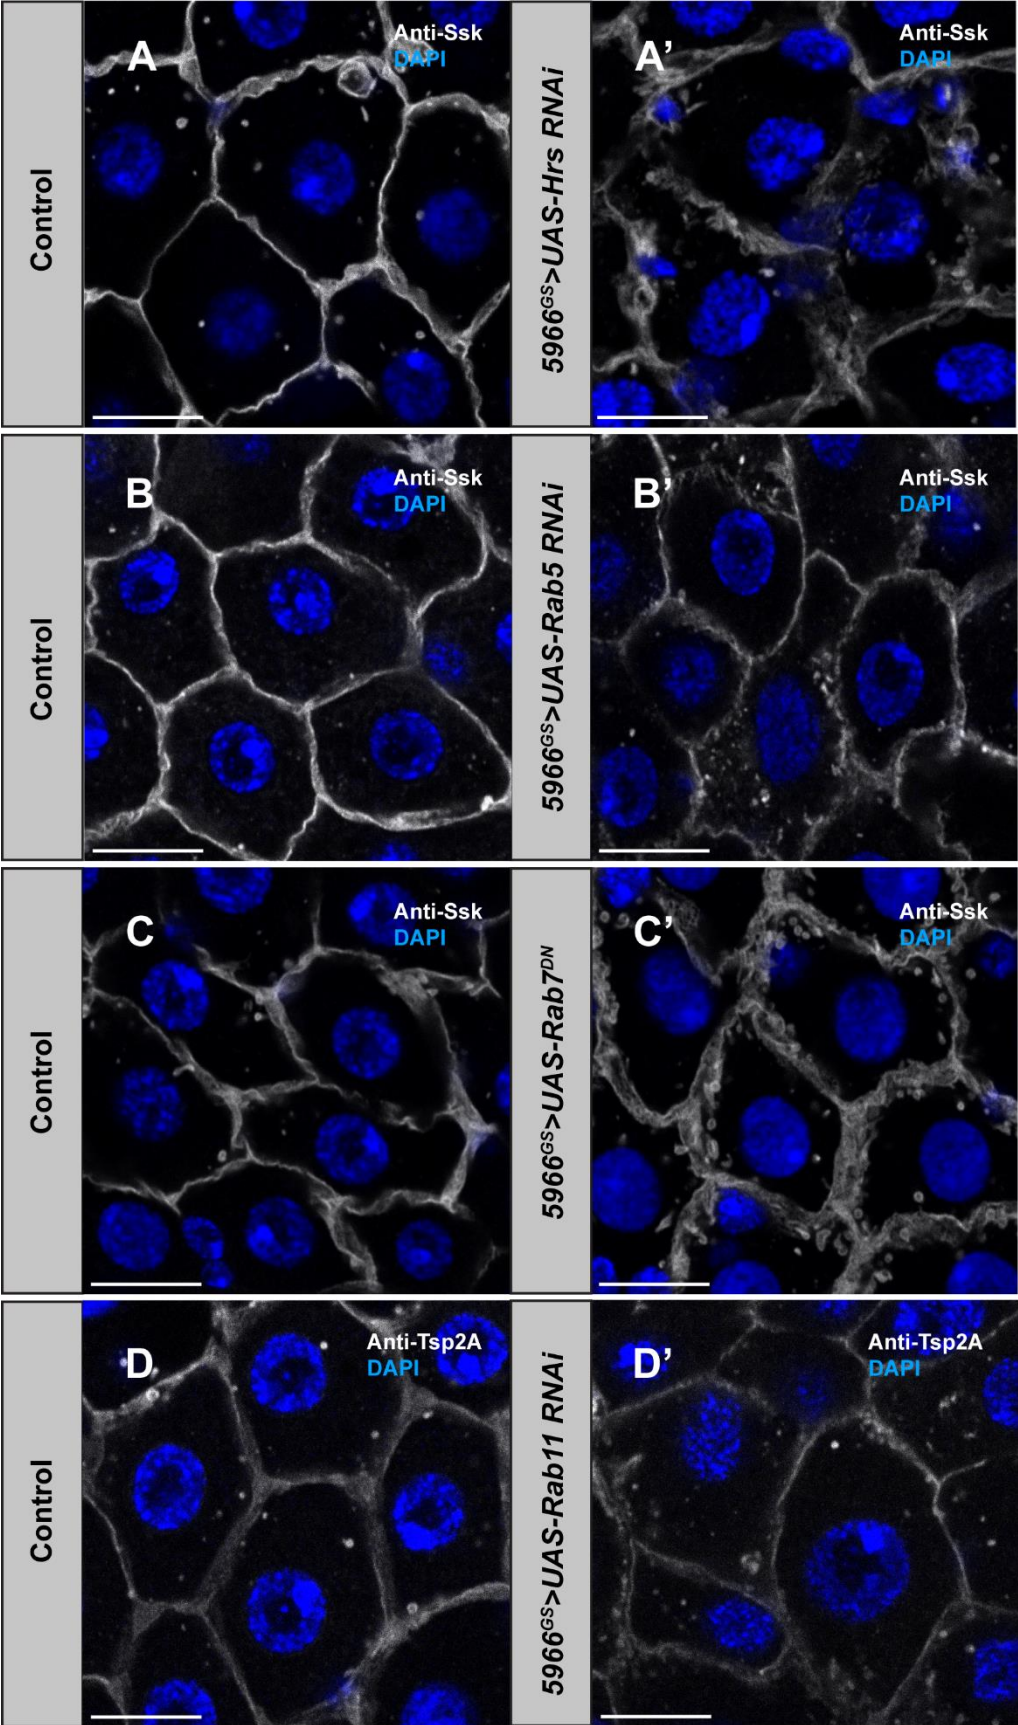 Control
A
Anti-Ssk
DAPI
5966GS>UAS-Hrs RNAi
A’
Anti-Ssk
DAPI
Control
B
Anti-Ssk
DAPI
5966GS>UAS-Rab5 RNAi
B’
Anti-Ssk
DAPI
Control
C
Anti-Ssk
DAPI
5966GS>UAS-Rab7DN
C’
Anti-Ssk
DAPI
Control
D
Anti-Tsp2A
DAPI
5966GS>UAS-Rab11 RNAi
D’
Anti-Tsp2A
DAPI